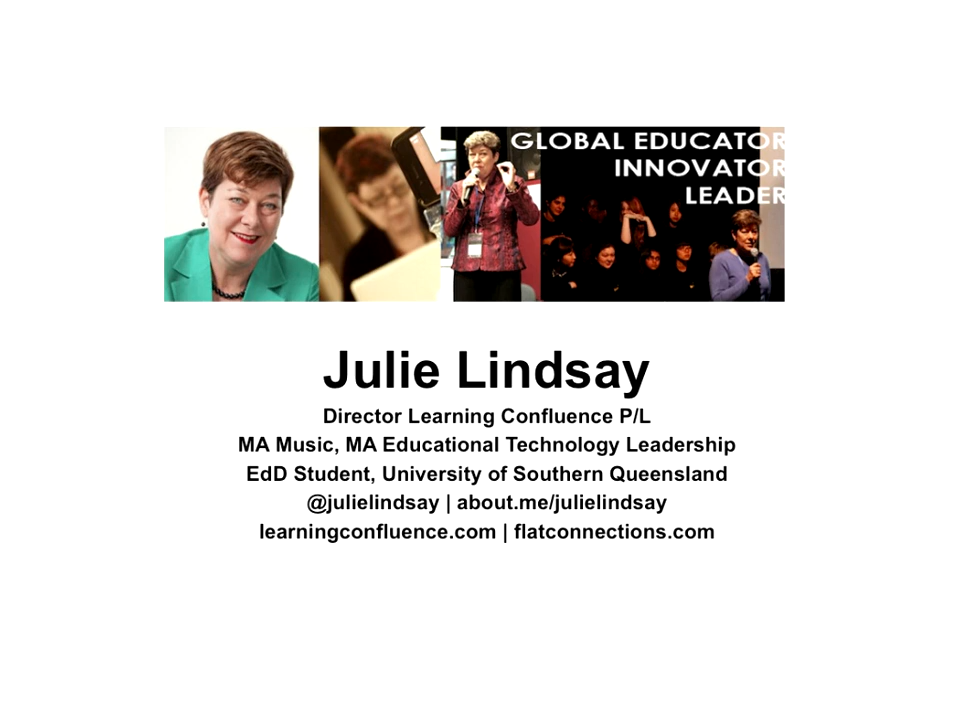 GLOBAL EDUCATOR
INNOVATOR
LEADER
Julie Lindsay
Director Learning Confluence P/L
MA Music, MA Educational Technology Leadership
EdD Student, University of Southern Queensland
@julielindsay | about.me/julielindsay
learningconfluence.com | flatconnections.com